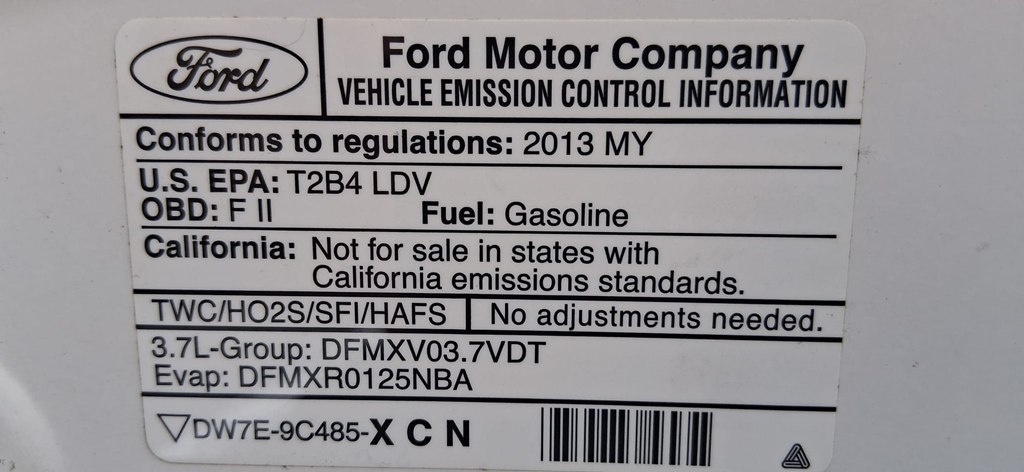 Ford
Ford Motor Company
VEHICLE EMISSION CONTROL INFORMATION
Conforms to regulations: 2013 MY
U.S. EPA: T2B4 LDV
OBD: F II Fuel: Gasoline
California: Not for sale in states with
California emissions standards.
TWC/HO2S/SFI/HAFS No adjustments needed.
3.7L-Group: DFMXV03.7VDT
Evap: DFMXR0125NBA
DW7E-9C485-X C N